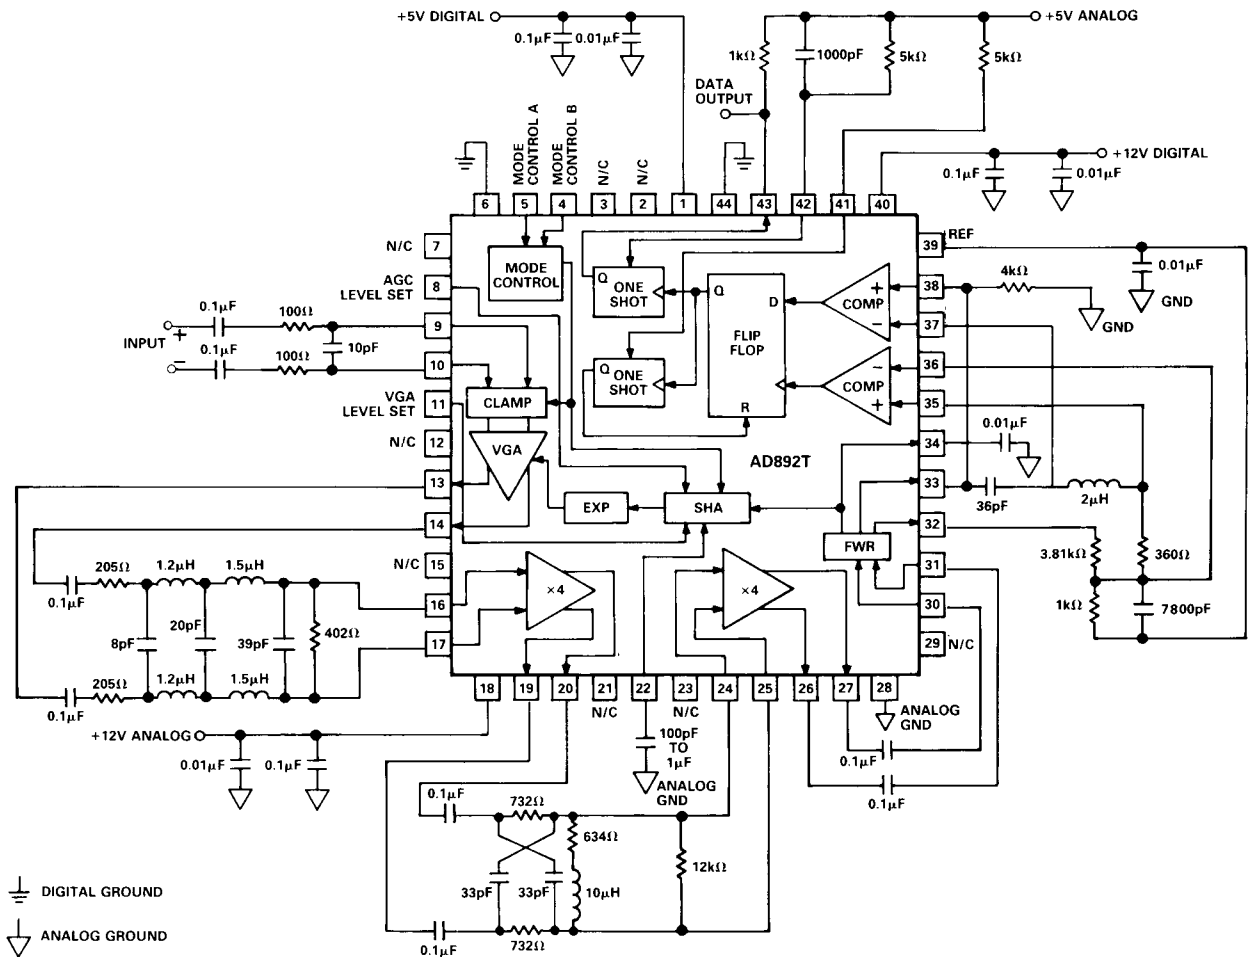 +5V DIGITAL
0.1µF
0.01µF
+5V ANALOG
1kΩ
1000pF
5kΩ
5kΩ
DATA
OUTPUT
MODE
CONTROL A
MODE
CONTROL B
N/C
N/C
+12V DIGITAL
0.1µF
0.01µF
6
5
4
3
2
1
44
43
42
41
40
N/C
7
AGC
LEVEL SET
8
0.1µF
100Ω
9
INPUT
+
−
10pF
0.1µF
100Ω
10
VGA
LEVEL SET
11
N/C
12
13
14
N/C
15
16
17
MODE
CONTROL
Q
ONE
SHOT
Q
ONE
SHOT
Q
D
FLIP
FLOP
R
+
COMP
−
−
COMP
+
CLAMP
VGA
AD892T
EXP
SHA
FWR
×4
×4
39
REF
38
37
36
35
34
33
32
31
30
29
N/C
0.01µF
GND
4kΩ
GND
0.01µF
36pF
2µH
3.81kΩ
360Ω
1kΩ
7800pF
0.1µF
205Ω
1.2µH
1.5µH
8pF
20pF
39pF
402Ω
0.1µF
205Ω
1.2µH
1.5µH
18
19
20
21
22
23
24
25
26
27
28
N/C
N/C
ANALOG
GND
+12V ANALOG
0.01µF
0.1µF
100pF
TO
1µF
ANALOG
GND
0.1µF
0.1µF
0.1µF
732Ω
634Ω
33pF
33pF
10µH
12kΩ
0.1µF
732Ω
DIGITAL GROUND
ANALOG GROUND